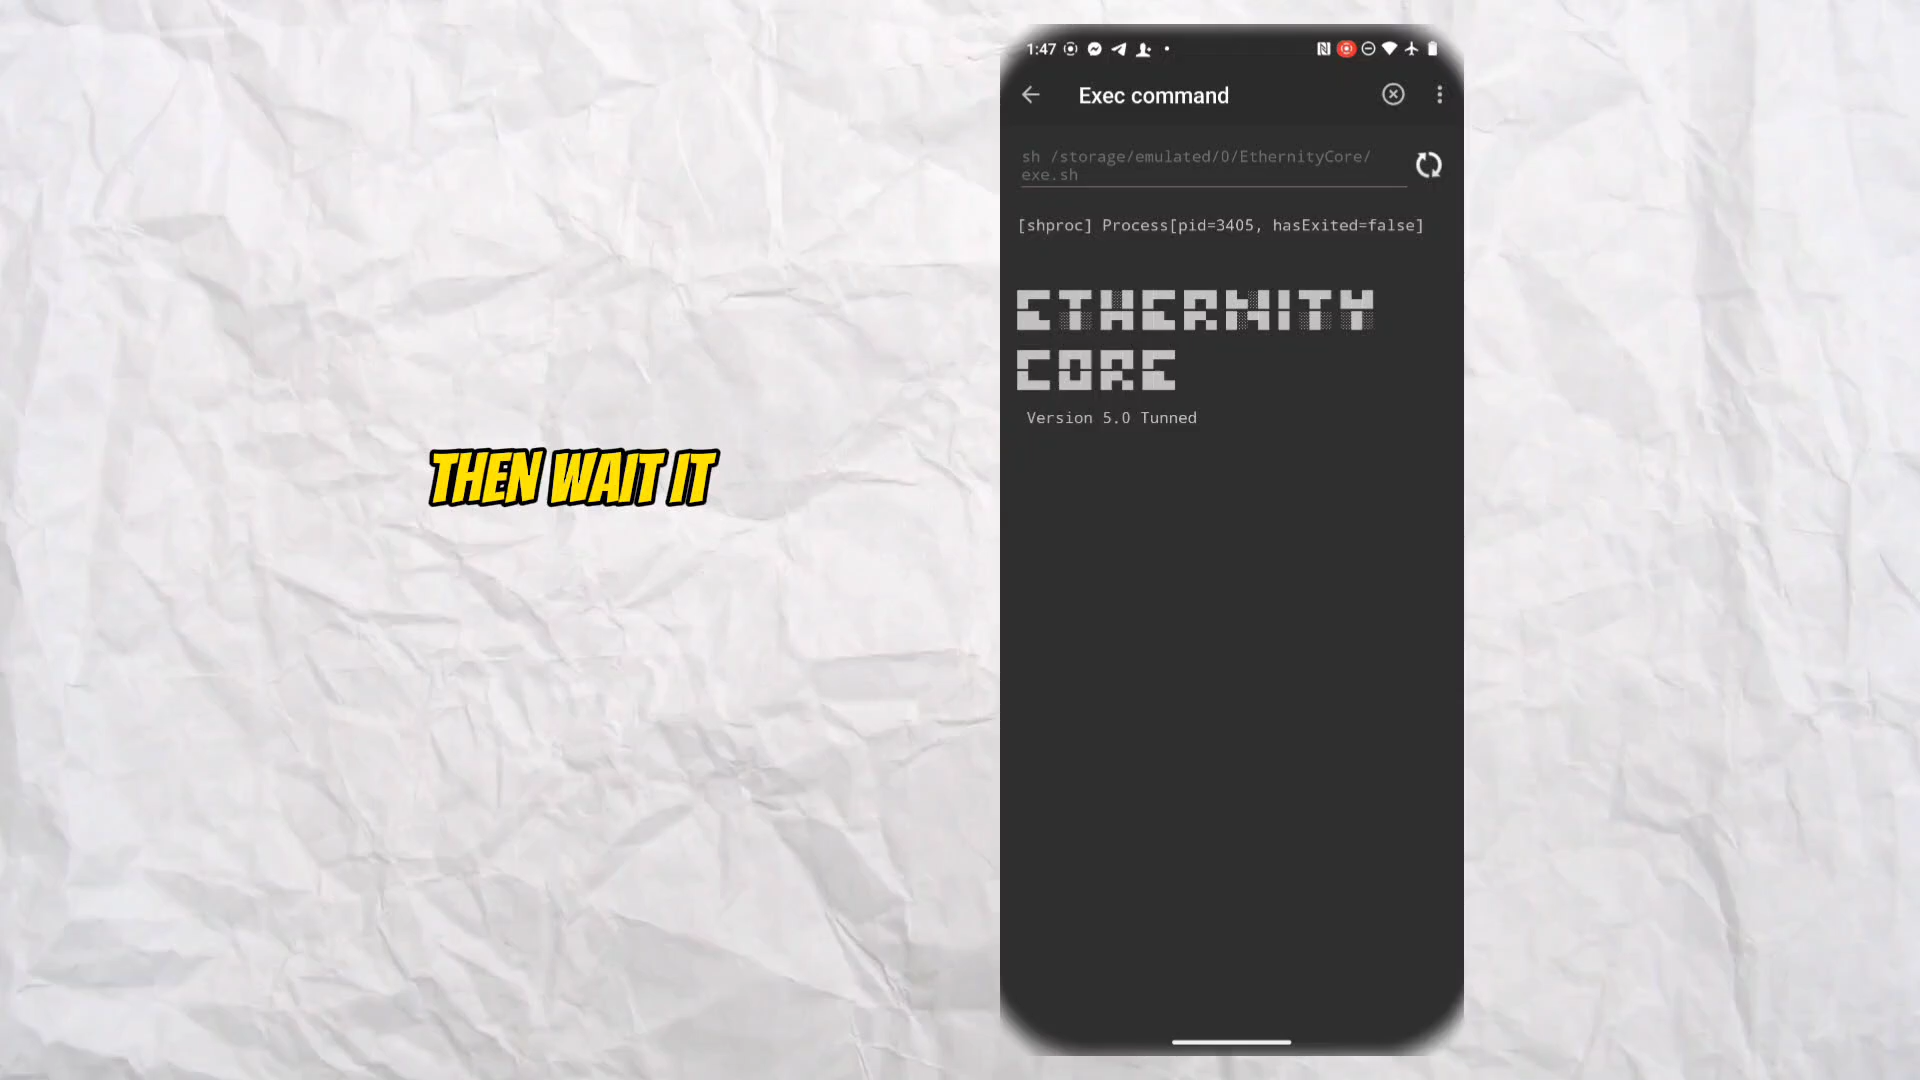 1:47
Exec command
sh /storage/emulated/0/EthernityCore/
exe.sh
[shproc] Process[pid=3405, hasExited=false]
ETHERNITY
CORE
Version 5.0 Tunned
THEN WAIT IT